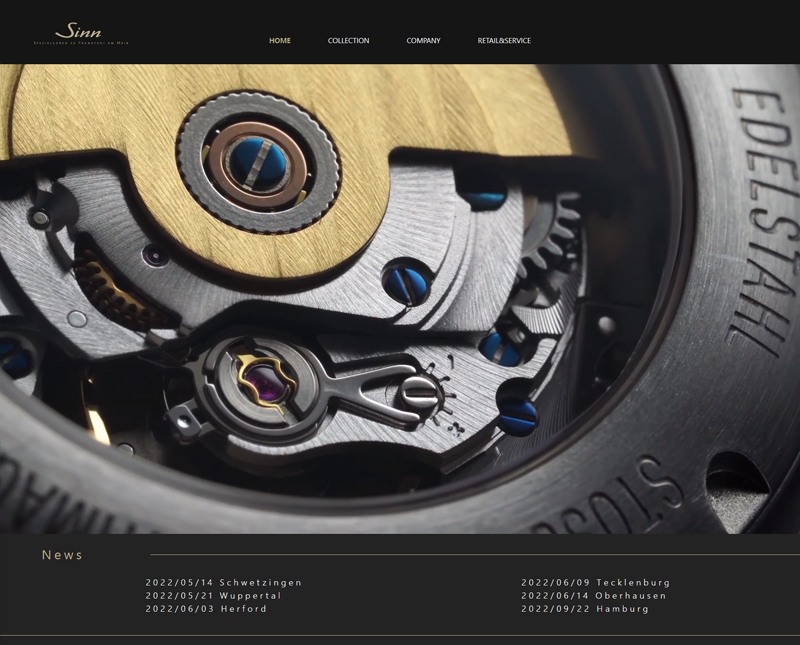 Sinn
SPEZIALUHREN ZU FRANKFURT AM MAIN
HOME COLLECTION COMPANY RETAIL&SERVICE
EDELSTAHL
News
2022/05/14 Schwetzingen
2022/05/21 Wuppertal
2022/06/03 Herford
2022/06/09 Tecklenburg
2022/06/14 Oberhausen
2022/09/22 Hamburg